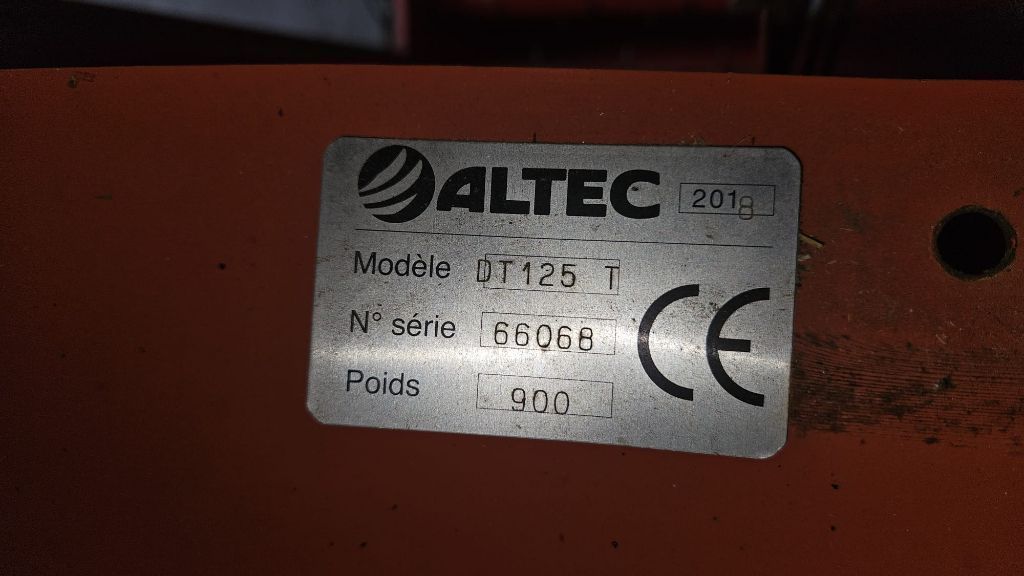 ALTEC 2018
Modèle DT125 T
N° série 66068
Poids 900
CE